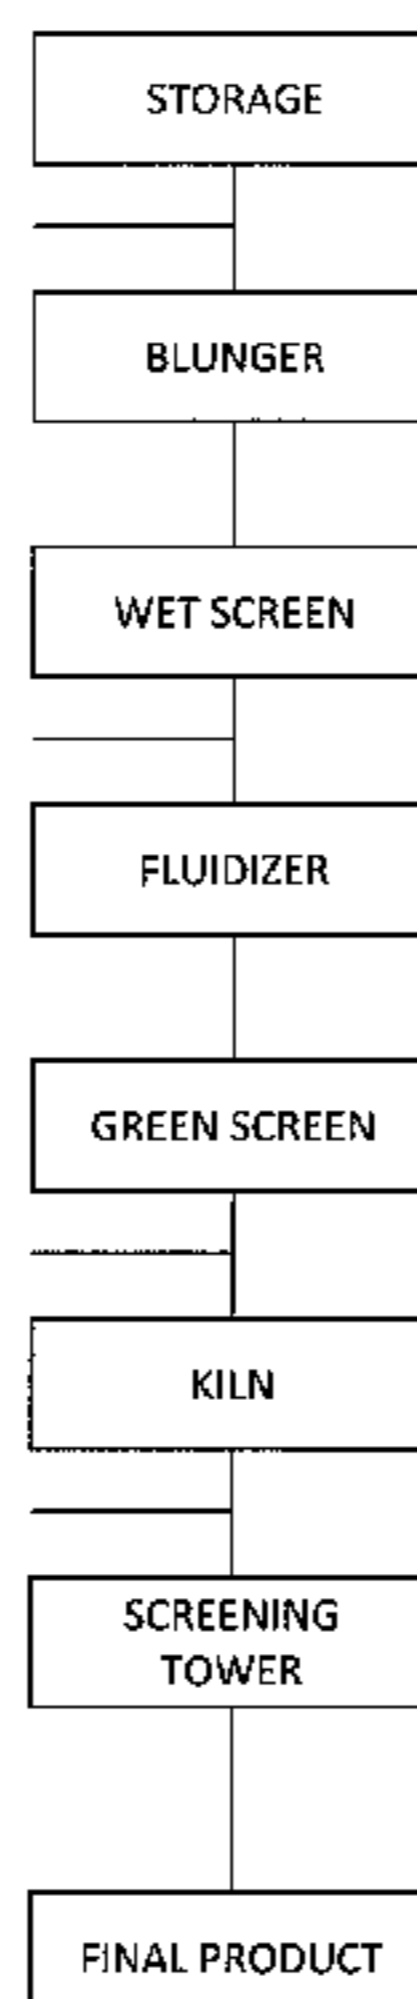 STORAGE
BLUNGER
WET SCREEN
FLUIDIZER
GREEN SCREEN
KILN
SCREENING
TOWER
FINAL PRODUCT